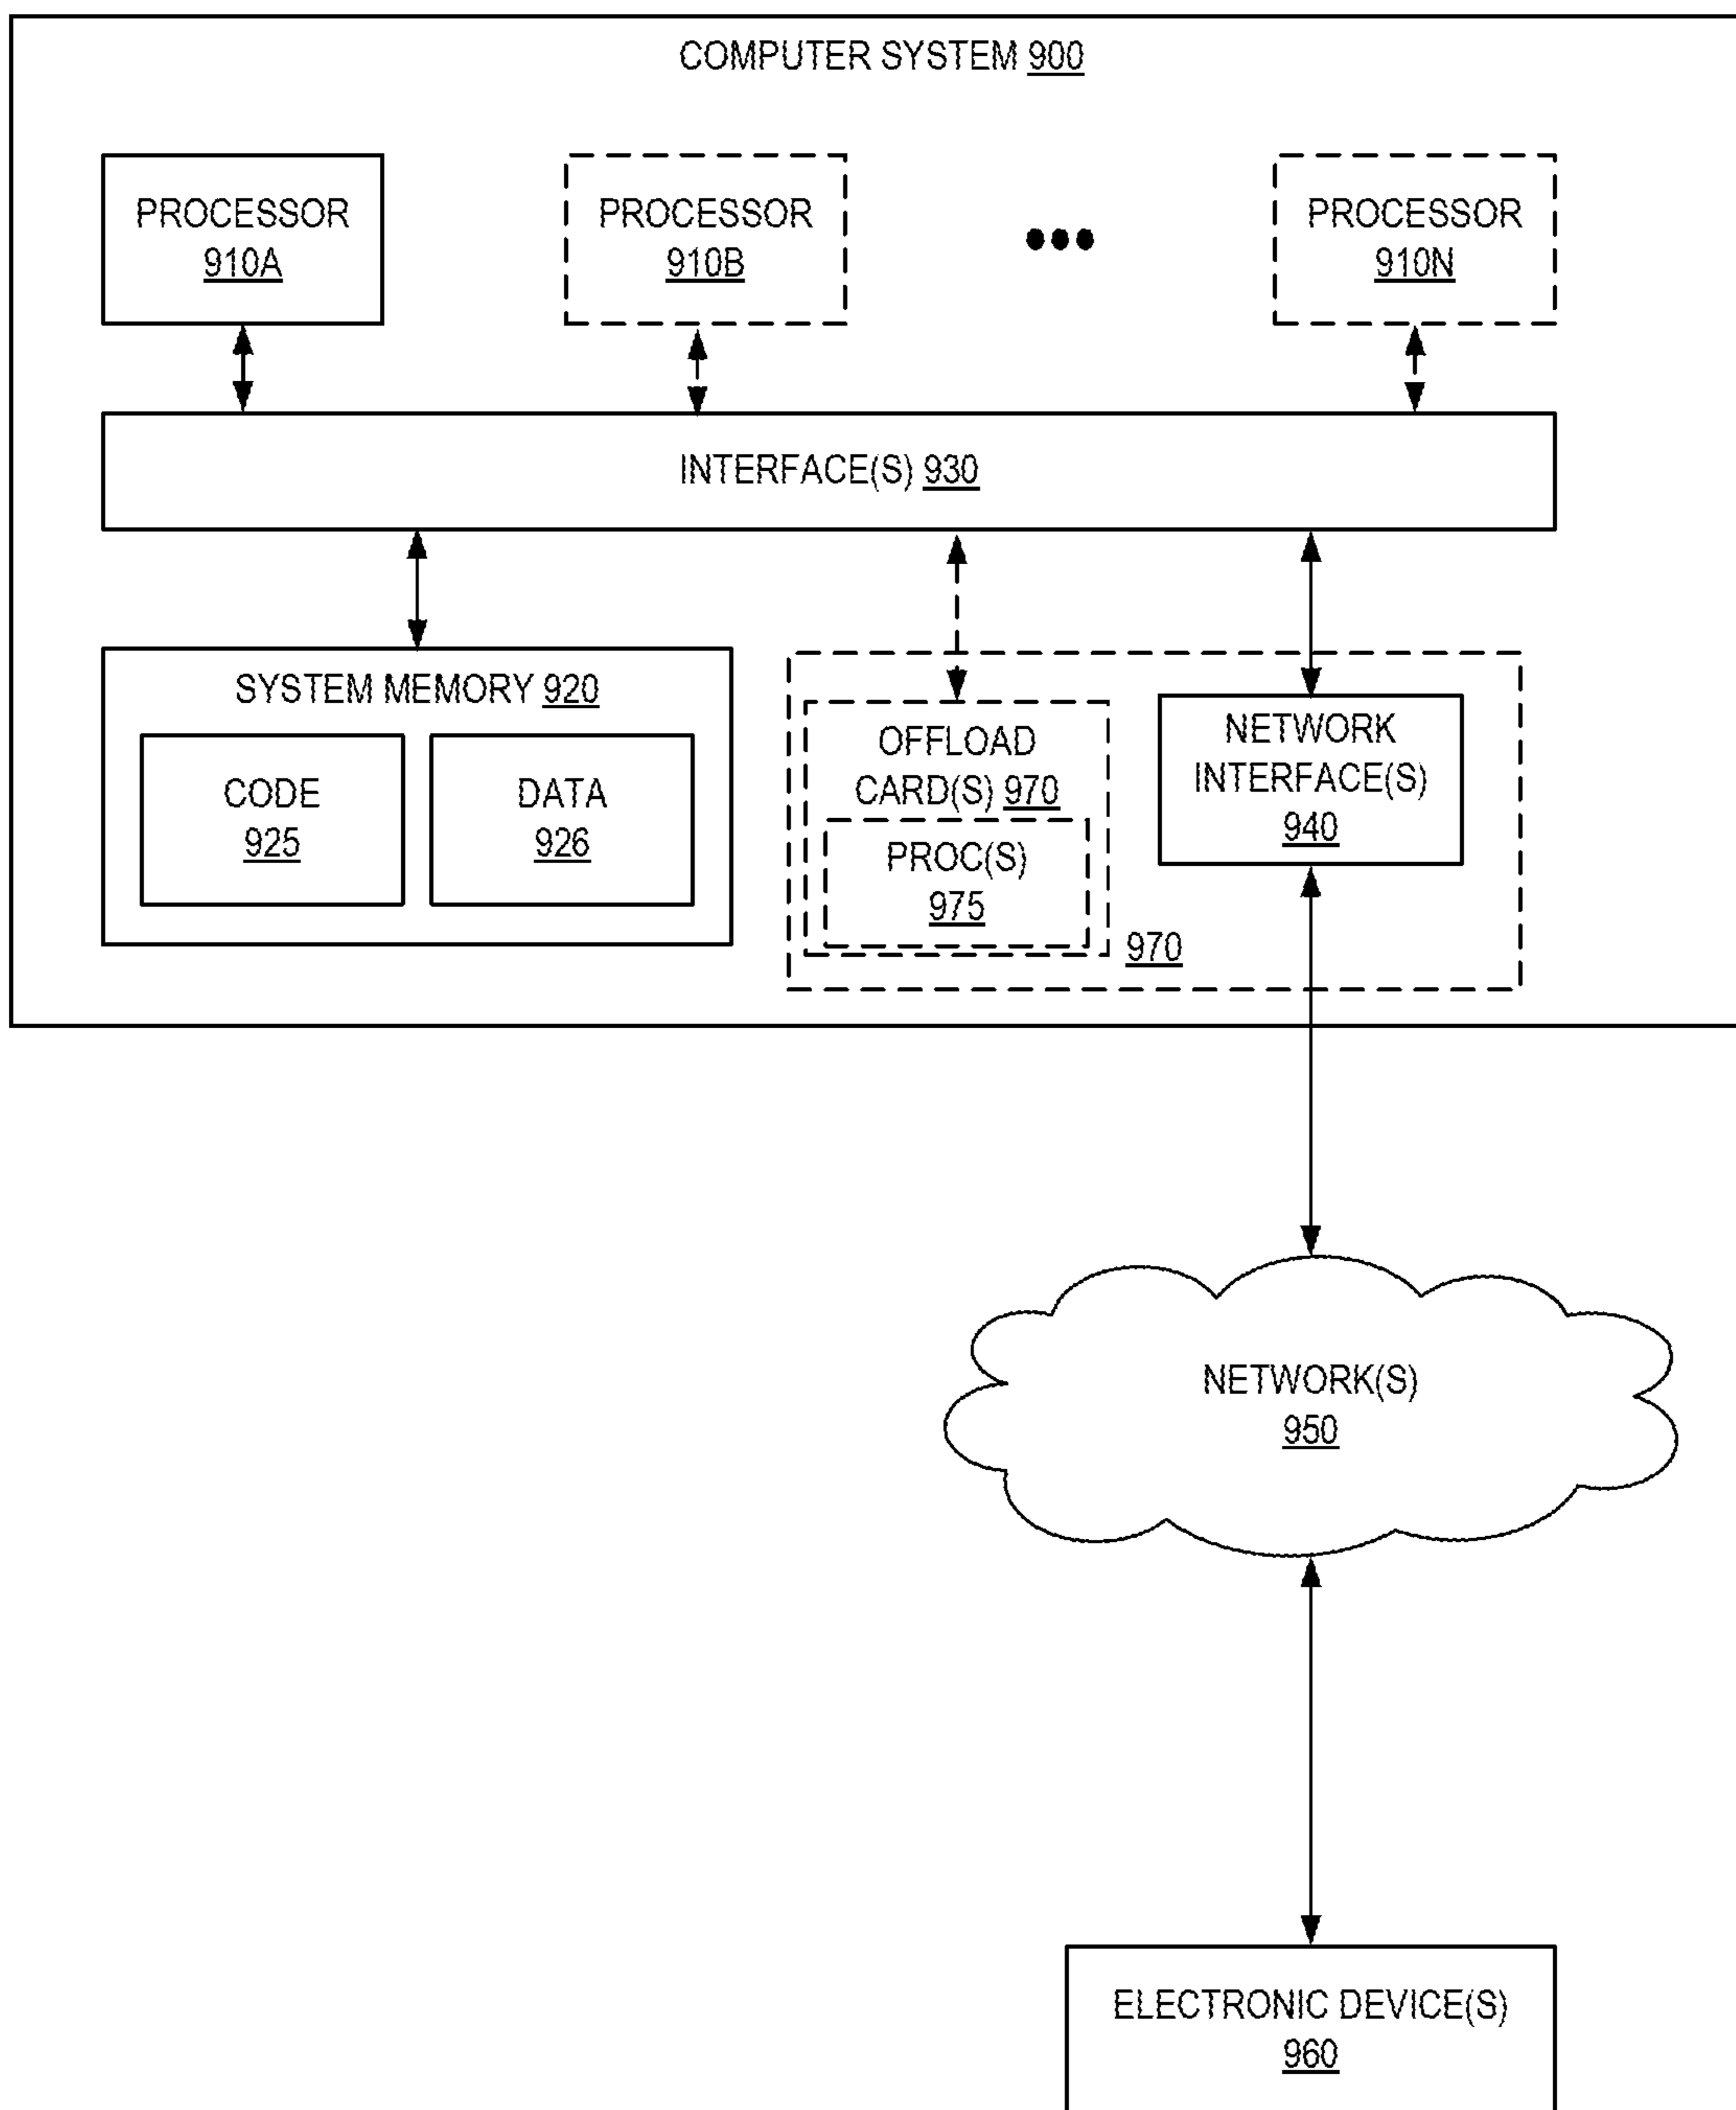 COMPUTER SYSTEM 900
PROCESSOR
910A
PROCESSOR
910B
PROCESSOR
910N
INTERFACE(S) 930
SYSTEM MEMORY 920
CODE
925
DATA
926
OFFLOAD
CARD(S) 970
PROC(S)
975
970
NETWORK
INTERFACE(S)
940
NETWORK(S)
950
ELECTRONIC DEVICE(S)
960